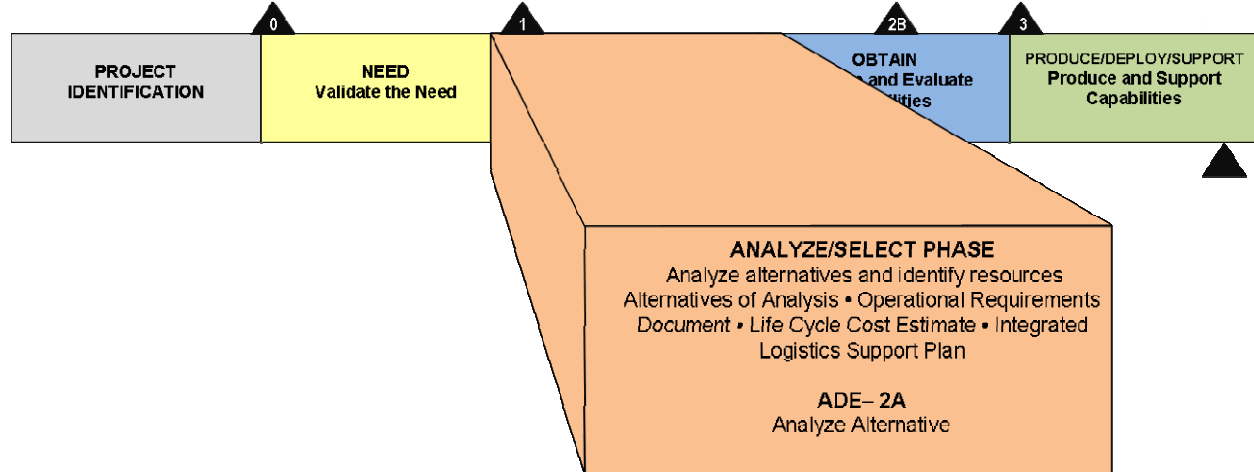 0
1
2B
3
PROJECT
IDENTIFICATION
NEED
Validate the Need
OBTAIN
and Evaluate
PRODUCE/DEPLOY/SUPPORT
Produce and Support
Capabilities
ANALYZE/SELECT PHASE
Analyze alternatives and identify resources
Alternatives of Analysis • Operational Requirements
Document • Life Cycle Cost Estimate • Integrated
Logistics Support Plan
ADE– 2A
Analyze Alternative